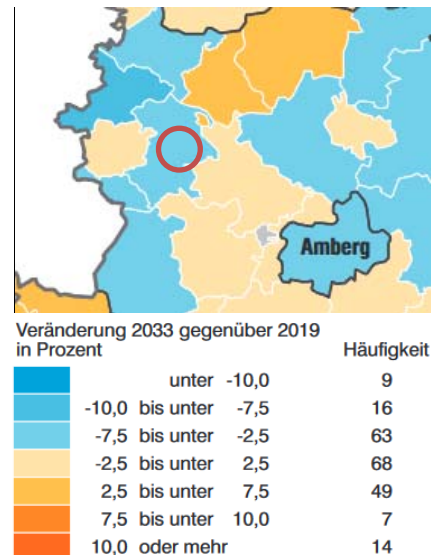 Amberg
Veränderung 2033 gegenüber 2019
in Prozent Häufigkeit
unter -10,0 9
-10,0 bis unter -7,5 16
-7,5 bis unter -2,5 63
-2,5 bis unter 2,5 68
2,5 bis unter 7,5 49
7,5 bis unter 10,0 7
10,0 oder mehr 14